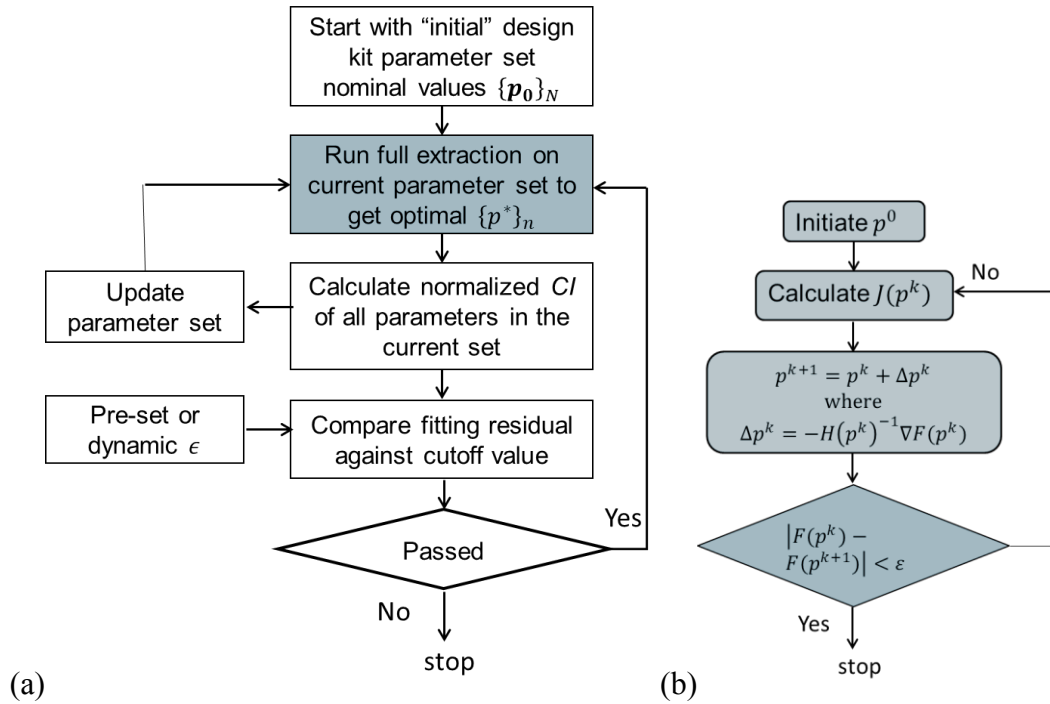 Start with “initial” design
kit parameter set
nominal values {𝒑𝟎}𝑁
Run full extraction on
current parameter set to
get optimal {𝑝*}𝑛
Calculate normalized CI
of all parameters in the
current set
Update
parameter set
Pre-set or
dynamic 𝜖
Compare fitting residual
against cutoff value
Passed
Yes
No
stop
(a)
Initiate 𝑝⁰
No
Calculate 𝐽(𝑝ᵏ)
𝑝ᵏ⁺¹ = 𝑝ᵏ + Δ𝑝ᵏ
where
Δ𝑝ᵏ = −𝐻(𝑝ᵏ)⁻¹∇𝐹(𝑝ᵏ)
|𝐹(𝑝ᵏ) −
𝐹(𝑝ᵏ⁺¹)| < 𝜀
Yes
stop
(b)